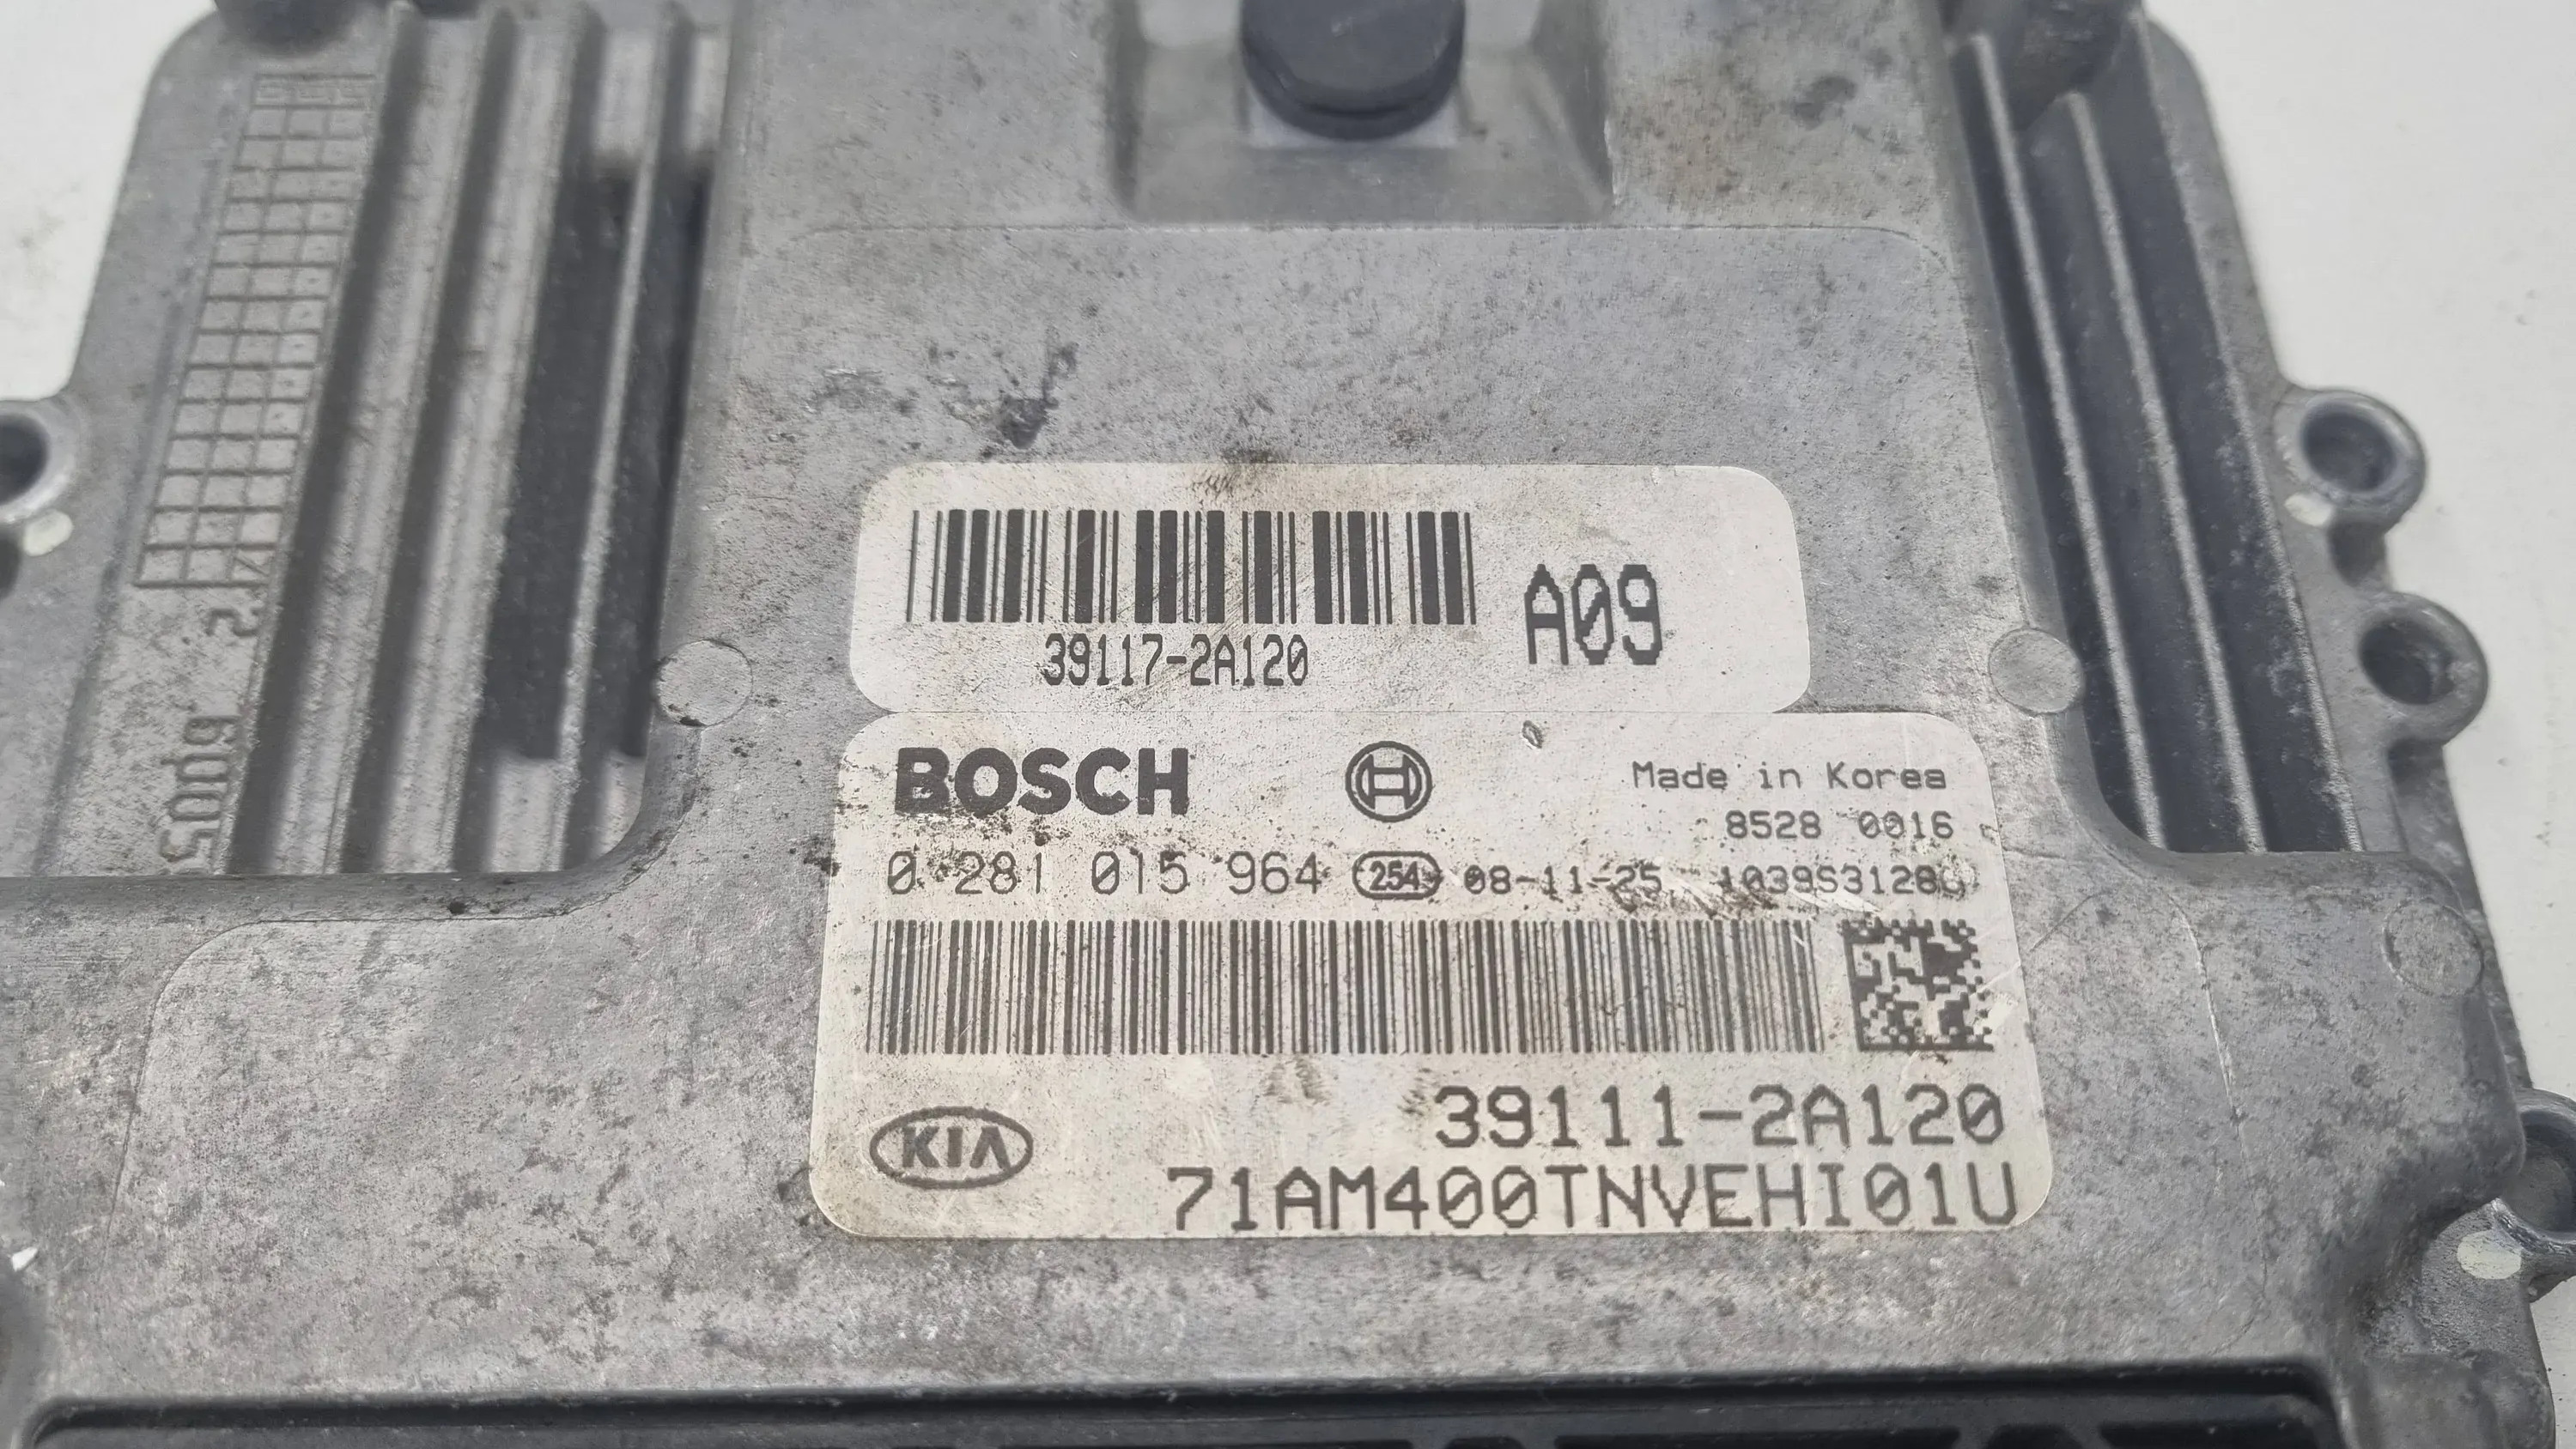 39117-2A120
A09
BOSCH
Made in Korea
8528 0016
0 281 015 964 254 08-11-25
39111-2A120
KIA
71AM400TNVEHI01U